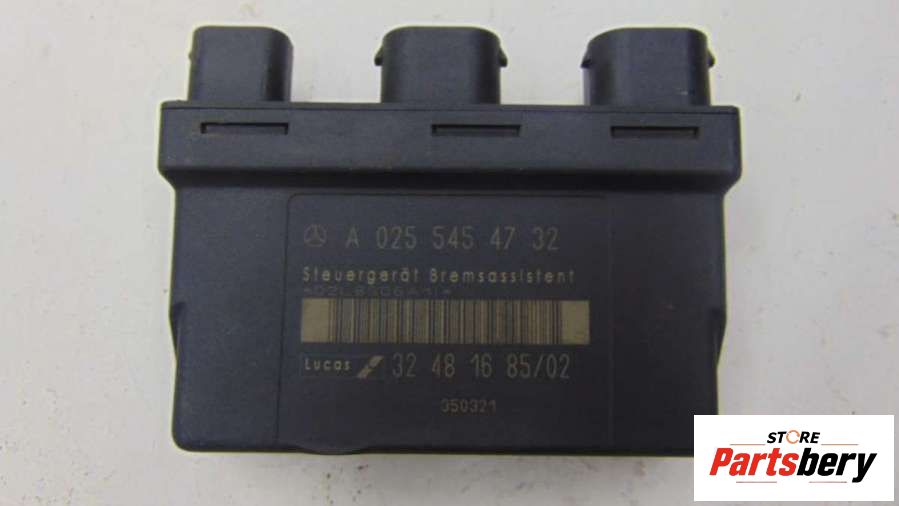 A 025 545 47 32
Steuergerät Bremsassistent
Lucas 32 48 16 85/02
350321
STORE
Partsbery